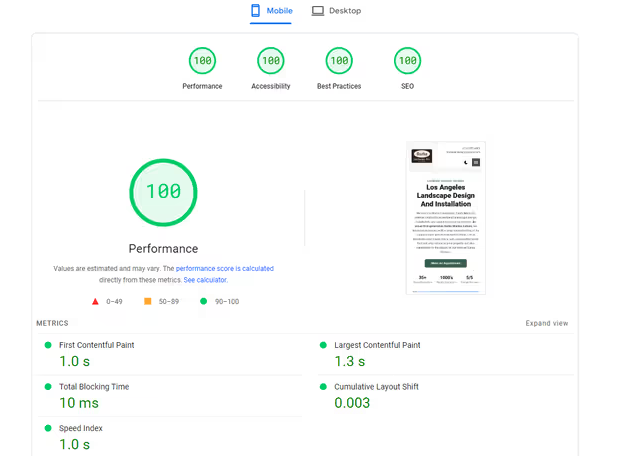 Mobile Desktop
100 100 100 100
Performance Accessibility Best Practices SEO
100
Performance
Values are estimated and may vary. The performance score is calculated
directly from these metrics. See calculator.
0–49 50–89 90–100
Los Angeles
Landscape Design
And Installation
35+ 1000's 5/5
METRICS Expand view
First Contentful Paint Largest Contentful Paint
1.0 s 1.3 s
Total Blocking Time Cumulative Layout Shift
10 ms 0.003
Speed Index
1.0 s